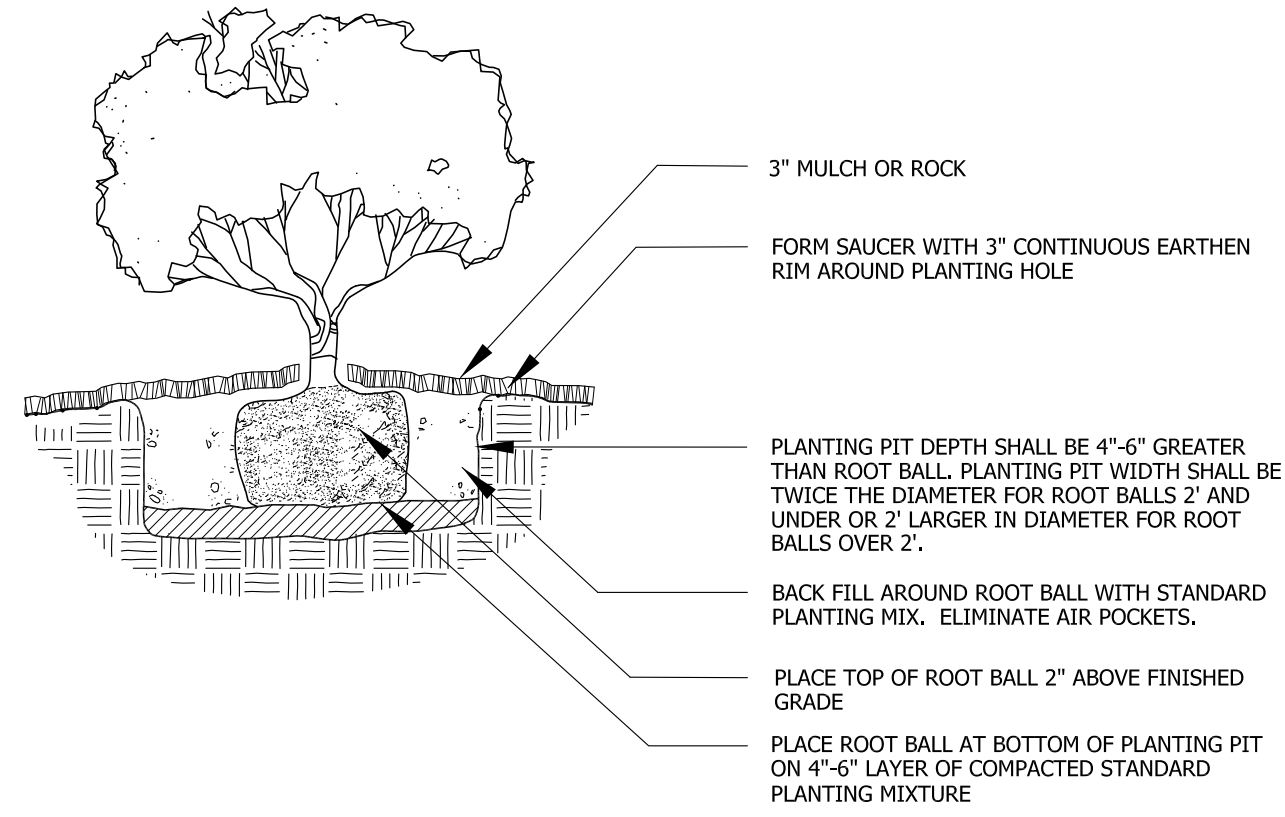 3" MULCH OR ROCK
FORM SAUCER WITH 3" CONTINUOUS EARTHEN
RIM AROUND PLANTING HOLE
PLANTING PIT DEPTH SHALL BE 4"-6" GREATER
THAN ROOT BALL. PLANTING PIT WIDTH SHALL BE
TWICE THE DIAMETER FOR ROOT BALLS 2' AND
UNDER OR 2' LARGER IN DIAMETER FOR ROOT
BALLS OVER 2'.
BACK FILL AROUND ROOT BALL WITH STANDARD
PLANTING MIX.  ELIMINATE AIR POCKETS.
PLACE TOP OF ROOT BALL 2" ABOVE FINISHED
GRADE
PLACE ROOT BALL AT BOTTOM OF PLANTING PIT
ON 4"-6" LAYER OF COMPACTED STANDARD
PLANTING MIXTURE